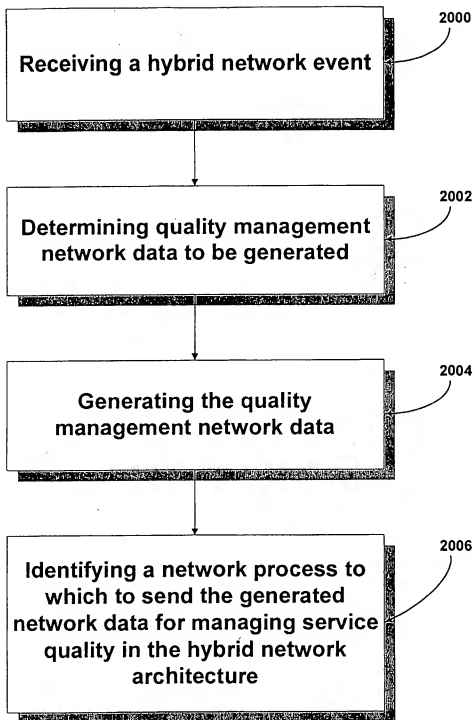 2000
Receiving a hybrid network event
2002
Determining quality management
network data to be generated
2004
Generating the quality
management network data
2006
Identifying a network process to
which to send the generated
network data for managing service
quality in the hybrid network
architecture